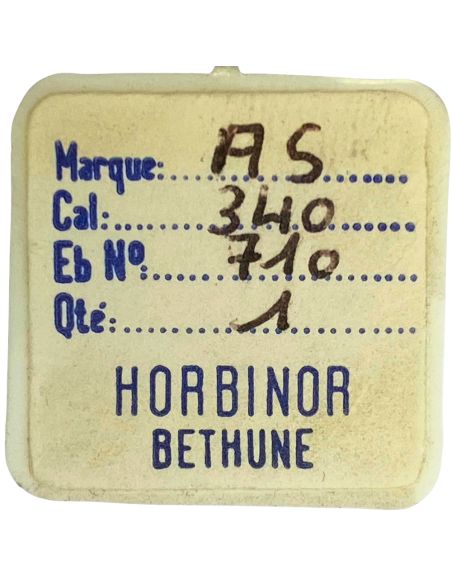 Marque: AS
Cal: 340
Eb Nº: 710
Qté: 1
HORBINOR
BETHUNE